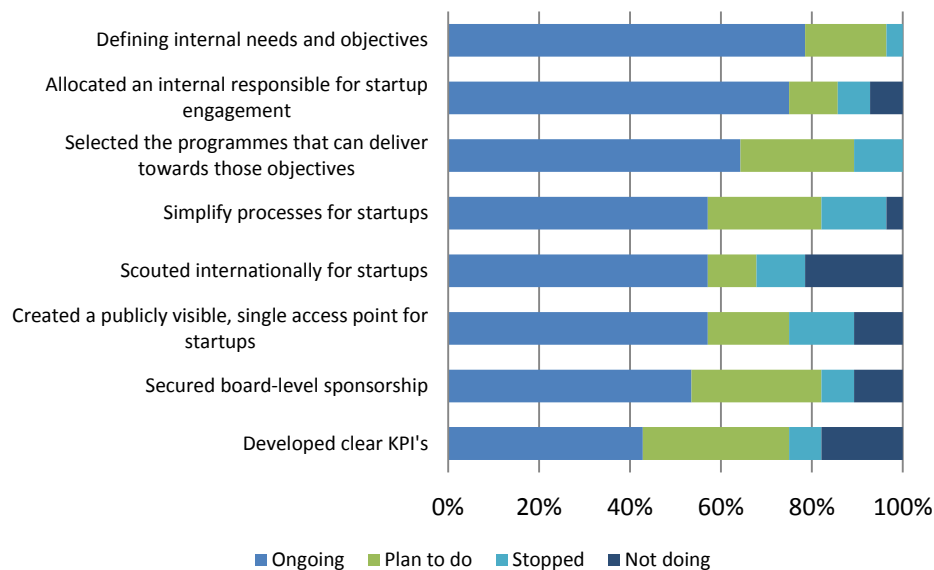 Defining internal needs and objectives
Allocated an internal responsible for startup
engagement
Selected the programmes that can deliver
towards those objectives
Simplify processes for startups
Scouted internationally for startups
Created a publicly visible, single access point for
startups
Secured board-level sponsorship
Developed clear KPI's
0% 20% 40% 60% 80% 100%
Ongoing Plan to do Stopped Not doing